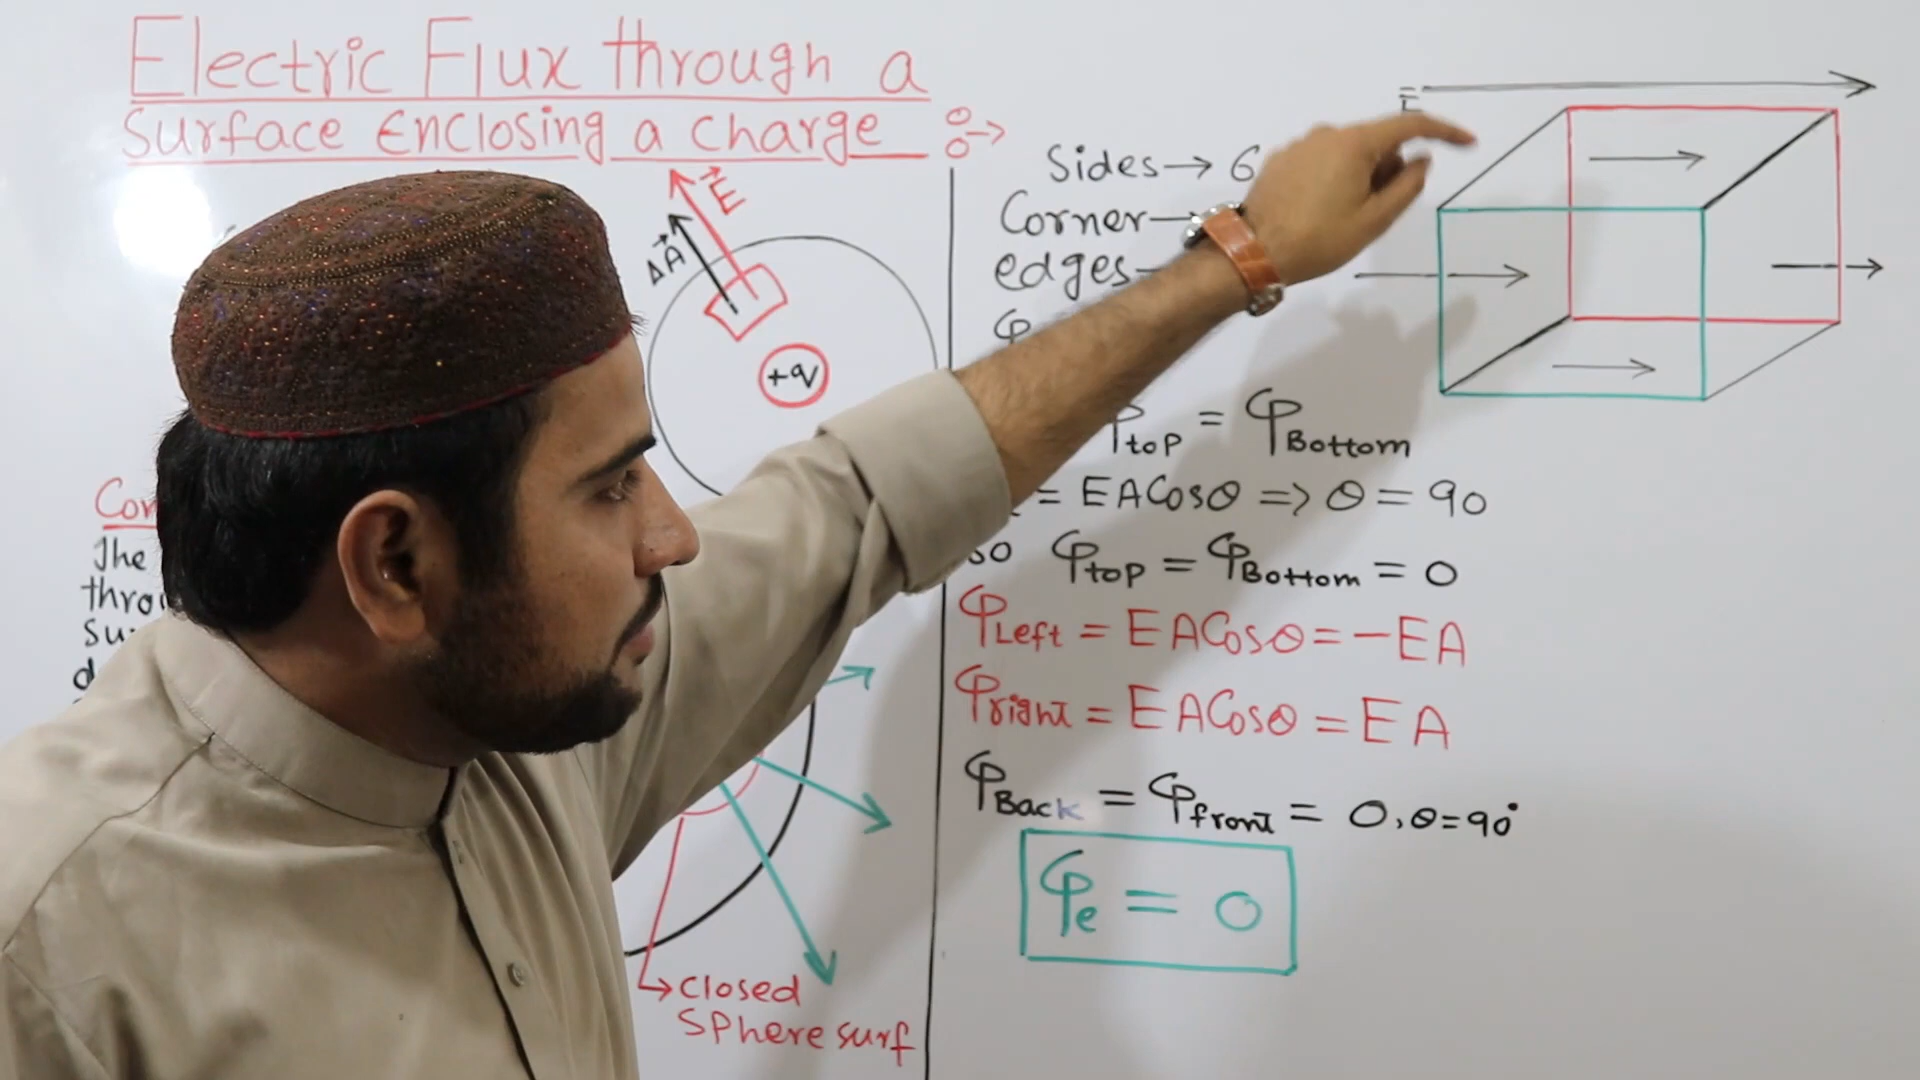 Electric Flux through a
Surface Enclosing a charge
E
ΔA
+q
The
closed
Sphere surf
Sides → 6
Corner
edges
φ
φtop = φBottom
= EACosθ => θ = 90
so φtop = φBottom = 0
φLeft = EACosθ = -EA
φright = EACosθ = EA
φBack = φfront = 0, θ=90°
φe = 0